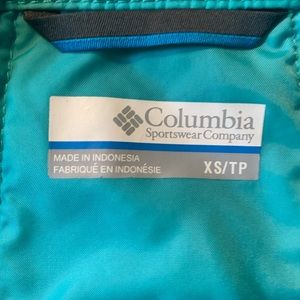 Columbia
Sportswear Company
MADE IN INDONESIA
FABRIQUÉ EN INDONÉSIE
XS/TP